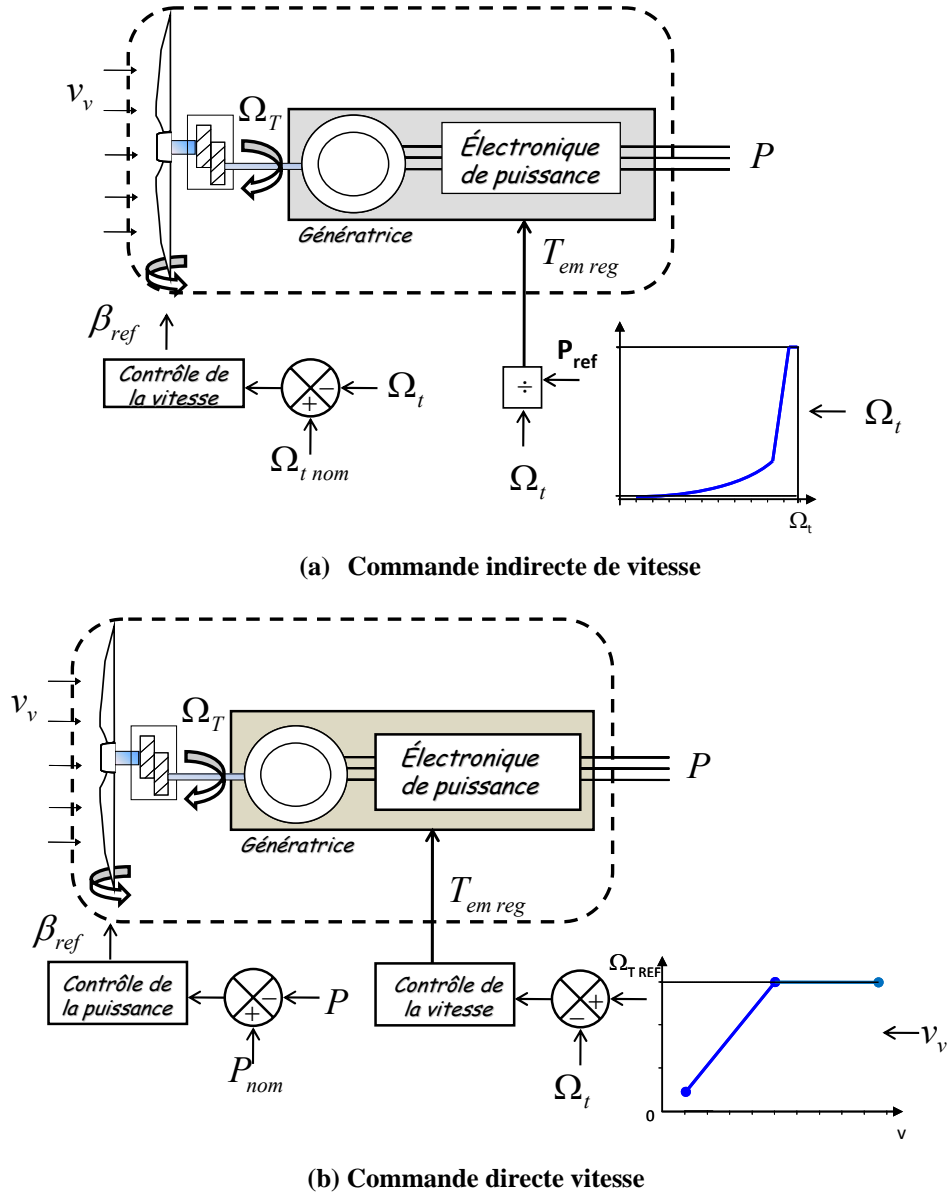 v_v
Ω_T
Électronique
de puissance
P
Génératrice
T_em reg
β_ref
Contrôle de
la vitesse
−
+
Ω_t
Ω_t nom
P_ref
÷
Ω_t
Ω_t
Ω_t
(a) Commande indirecte de vitesse
v_v
Ω_T
Électronique
de puissance
P
Génératrice
T_em reg
β_ref
Contrôle de
la puissance
−
+
P
P_nom
Contrôle de
la vitesse
+
−
Ω_t
Ω_T REF
0
v
v_v
(b) Commande directe vitesse